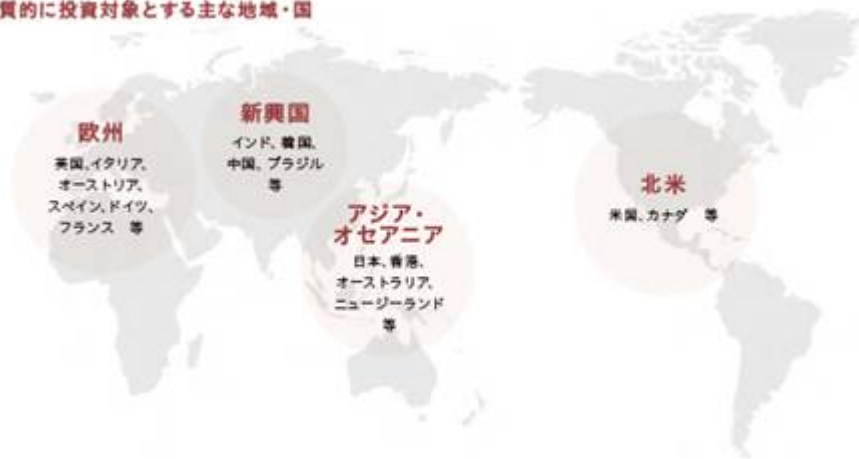 質的に投資対象とする主な地域・国
欧州
英国、イタリア、
オーストリア、
スペイン、ドイツ、
フランス 等
新興国
インド、韓国、
中国、ブラジル
等
アジア・
オセアニア
日本、香港、
オーストラリア、
ニュージーランド
等
北米
米国、カナダ 等